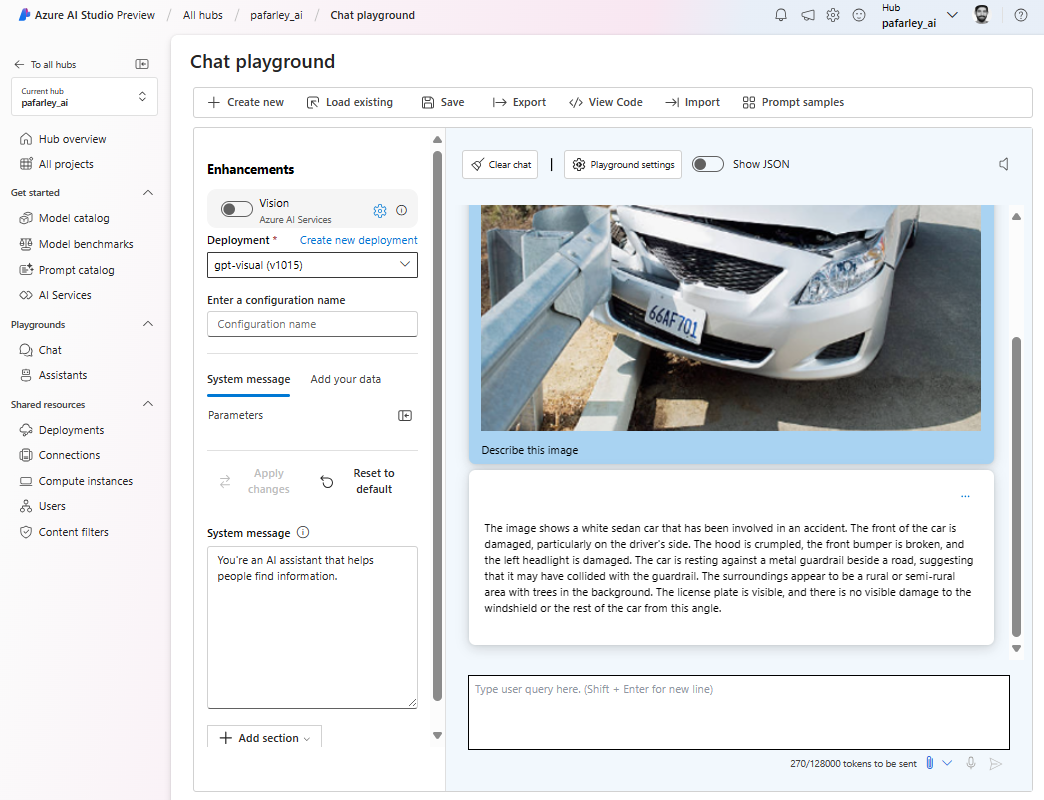 Azure AI Studio Preview / All hubs / pafarley_ai / Chat playground
Hub
pafarley_ai
To all hubs
Current hub
pafarley_ai
Hub overview
All projects
Get started
Model catalog
Model benchmarks
Prompt catalog
AI Services
Playgrounds
Chat
Assistants
Shared resources
Deployments
Connections
Compute instances
Users
Content filters
Chat playground
Create new Load existing Save Export View Code Import Prompt samples
Enhancements
Vision
Azure AI Services
Deployment * Create new deployment
gpt-visual (v1015)
Enter a configuration name
Configuration name
System message Add your data
Parameters
Apply
changes
Reset to
default
System message
You're an AI assistant that helps
people find information.
Add section
Clear chat | Playground settings Show JSON
66AF701
Describe this image
...
The image shows a white sedan car that has been involved in an accident. The front of the car is
damaged, particularly on the driver's side. The hood is crumpled, the front bumper is broken, and
the left headlight is damaged. The car is resting against a metal guardrail beside a road, suggesting
that it may have collided with the guardrail. The surroundings appear to be a rural or semi-rural
area with trees in the background. The license plate is visible, and there is no visible damage to the
windshield or the rest of the car from this angle.
Type user query here. (Shift + Enter for new line)
270/128000 tokens to be sent